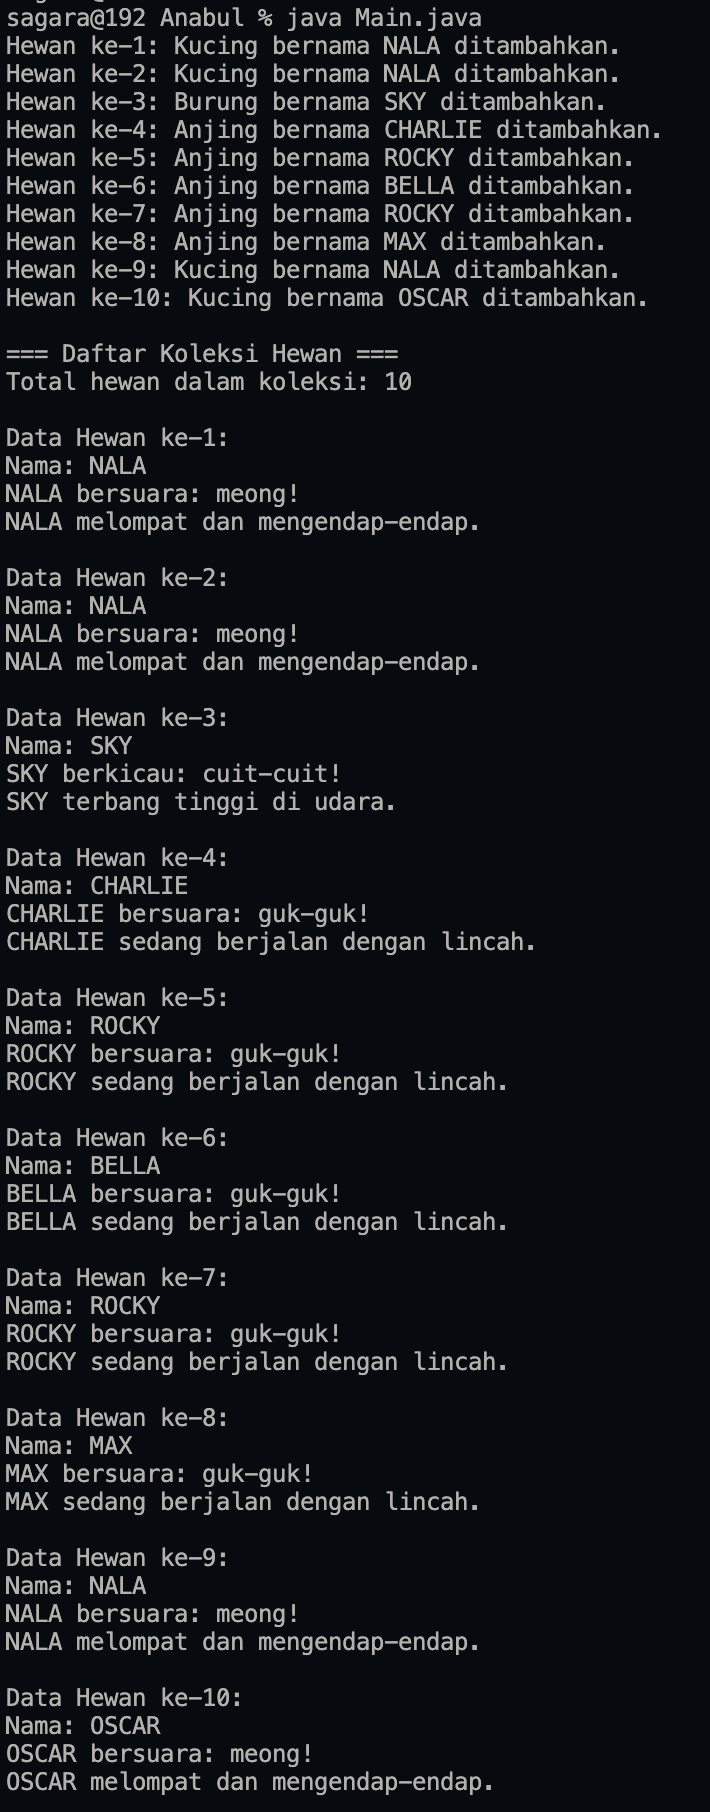 sagara@192 Anabul % java Main.java
Hewan ke-1: Kucing bernama NALA ditambahkan.
Hewan ke-2: Kucing bernama NALA ditambahkan.
Hewan ke-3: Burung bernama SKY ditambahkan.
Hewan ke-4: Anjing bernama CHARLIE ditambahkan.
Hewan ke-5: Anjing bernama ROCKY ditambahkan.
Hewan ke-6: Anjing bernama BELLA ditambahkan.
Hewan ke-7: Anjing bernama ROCKY ditambahkan.
Hewan ke-8: Anjing bernama MAX ditambahkan.
Hewan ke-9: Kucing bernama NALA ditambahkan.
Hewan ke-10: Kucing bernama OSCAR ditambahkan.

=== Daftar Koleksi Hewan ===
Total hewan dalam koleksi: 10

Data Hewan ke-1:
Nama: NALA
NALA bersuara: meong!
NALA melompat dan mengendap-endap.

Data Hewan ke-2:
Nama: NALA
NALA bersuara: meong!
NALA melompat dan mengendap-endap.

Data Hewan ke-3:
Nama: SKY
SKY berkicau: cuit-cuit!
SKY terbang tinggi di udara.

Data Hewan ke-4:
Nama: CHARLIE
CHARLIE bersuara: guk-guk!
CHARLIE sedang berjalan dengan lincah.

Data Hewan ke-5:
Nama: ROCKY
ROCKY bersuara: guk-guk!
ROCKY sedang berjalan dengan lincah.

Data Hewan ke-6:
Nama: BELLA
BELLA bersuara: guk-guk!
BELLA sedang berjalan dengan lincah.

Data Hewan ke-7:
Nama: ROCKY
ROCKY bersuara: guk-guk!
ROCKY sedang berjalan dengan lincah.

Data Hewan ke-8:
Nama: MAX
MAX bersuara: guk-guk!
MAX sedang berjalan dengan lincah.

Data Hewan ke-9:
Nama: NALA
NALA bersuara: meong!
NALA melompat dan mengendap-endap.

Data Hewan ke-10:
Nama: OSCAR
OSCAR bersuara: meong!
OSCAR melompat dan mengendap-endap.